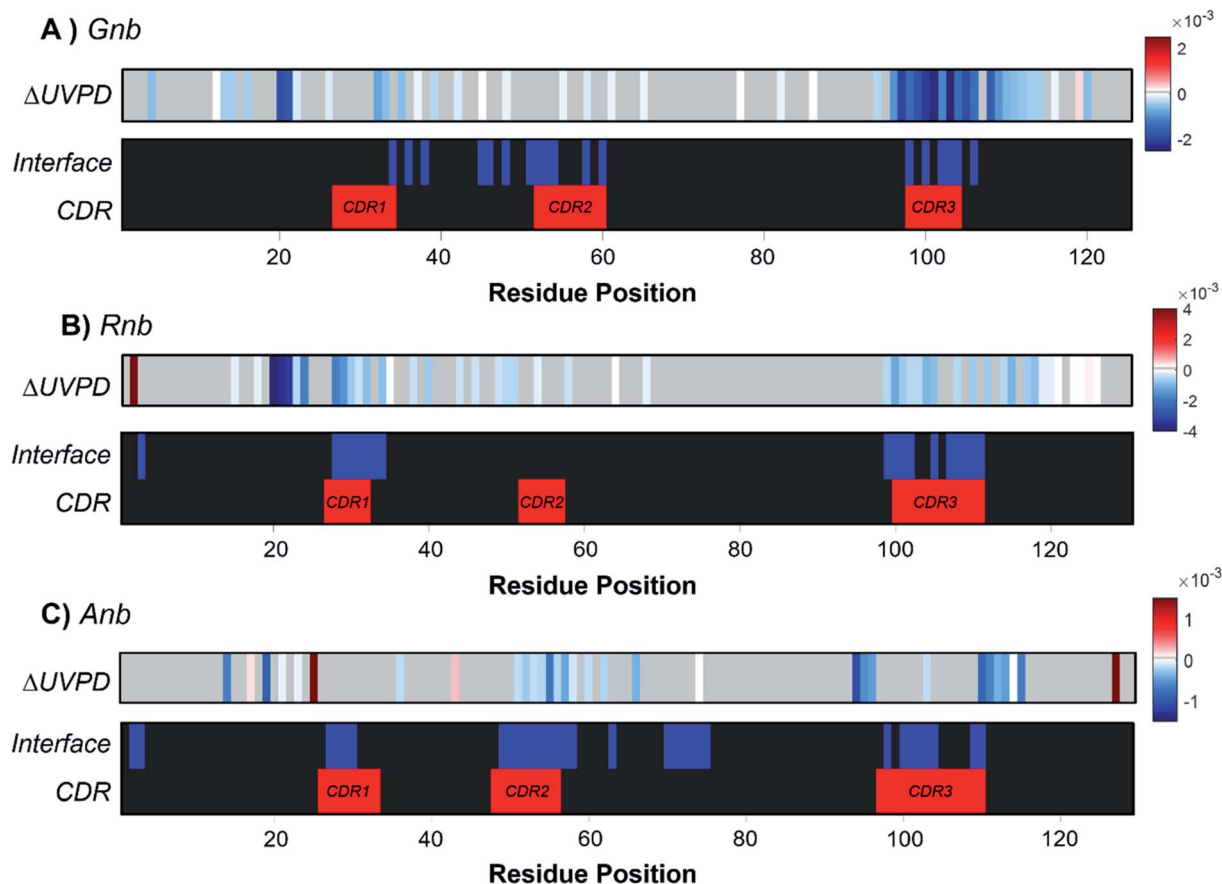 A ) Gnb
×10⁻³
ΔUVPD
2
0
-2
Interface
CDR
CDR1
CDR2
CDR3
20 40 60 80 100 120
Residue Position
B) Rnb
×10⁻³
ΔUVPD
4
2
0
-2
-4
Interface
CDR
CDR1
CDR2
CDR3
20 40 60 80 100 120
Residue Position
C) Anb
×10⁻³
ΔUVPD
1
0
-1
Interface
CDR
CDR1
CDR2
CDR3
20 40 60 80 100 120
Residue Position